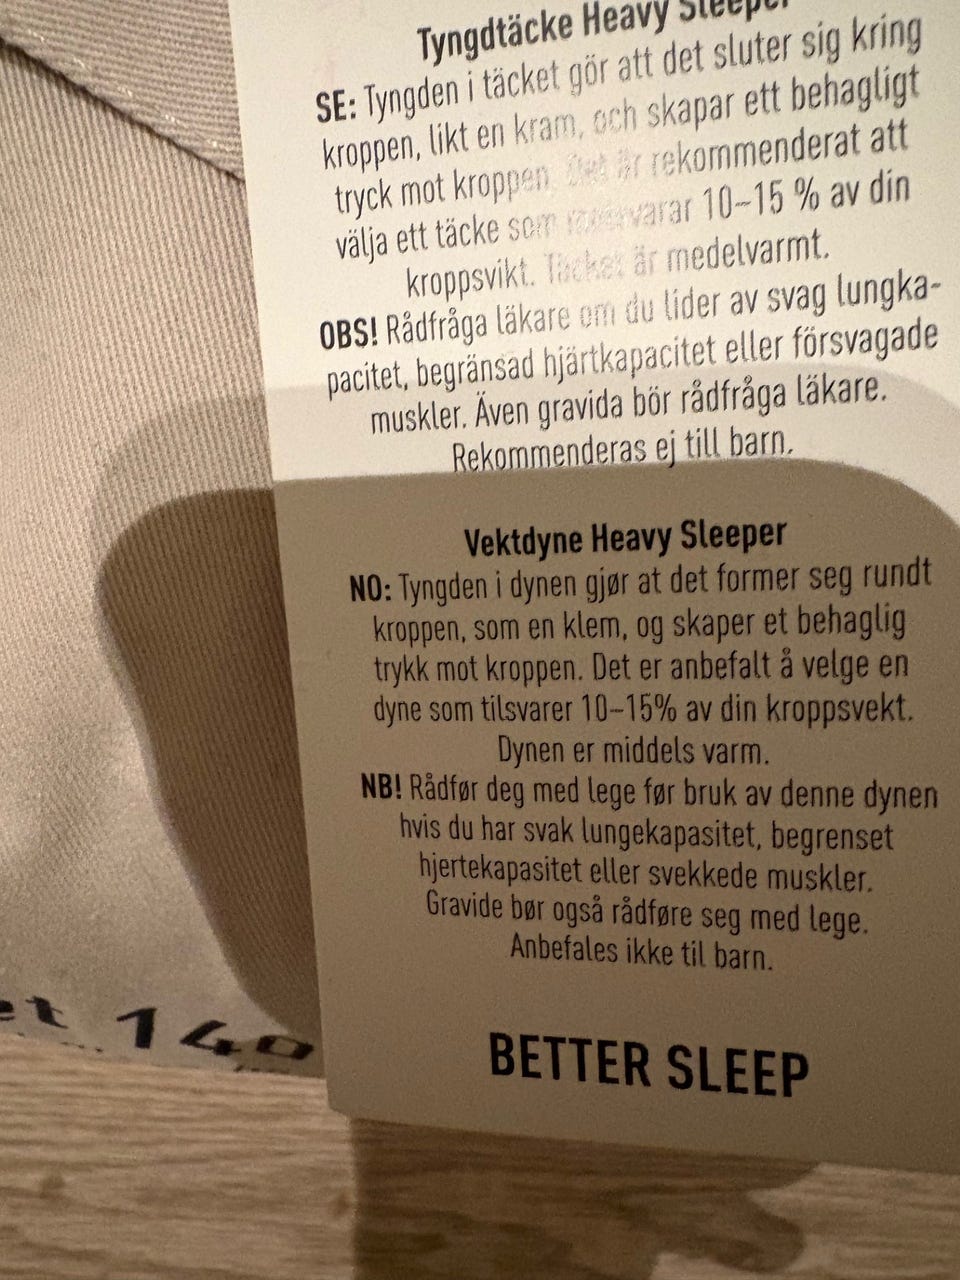 Tyngdtäcke Heavy Sleeper
SE: Tyngden i täcket gör att det sluter sig kring
kroppen, likt en kram, och skapar ett behagligt
tryck mot kroppen. Det är rekommenderat att
välja ett täcke som motsvarar 10–15 % av din
kroppsvikt. Täcket är medelvarmt.
OBS! Rådfråga läkare om du lider av svag lungka-
pacitet, begränsad hjärtkapacitet eller försvagade
muskler. Även gravida bör rådfråga läkare.
Rekommenderas ej till barn.
Vektdyne Heavy Sleeper
NO: Tyngden i dynen gjør at det former seg rundt
kroppen, som en klem, og skaper et behaglig
trykk mot kroppen. Det er anbefalt å velge en
dyne som tilsvarer 10–15% av din kroppsvekt.
Dynen er middels varm.
NB! Rådfør deg med lege før bruk av denne dynen
hvis du har svak lungekapasitet, begrenset
hjertekapasitet eller svekkede muskler.
Gravide bør også rådføre seg med lege.
Anbefales ikke til barn.
BETTER SLEEP
140